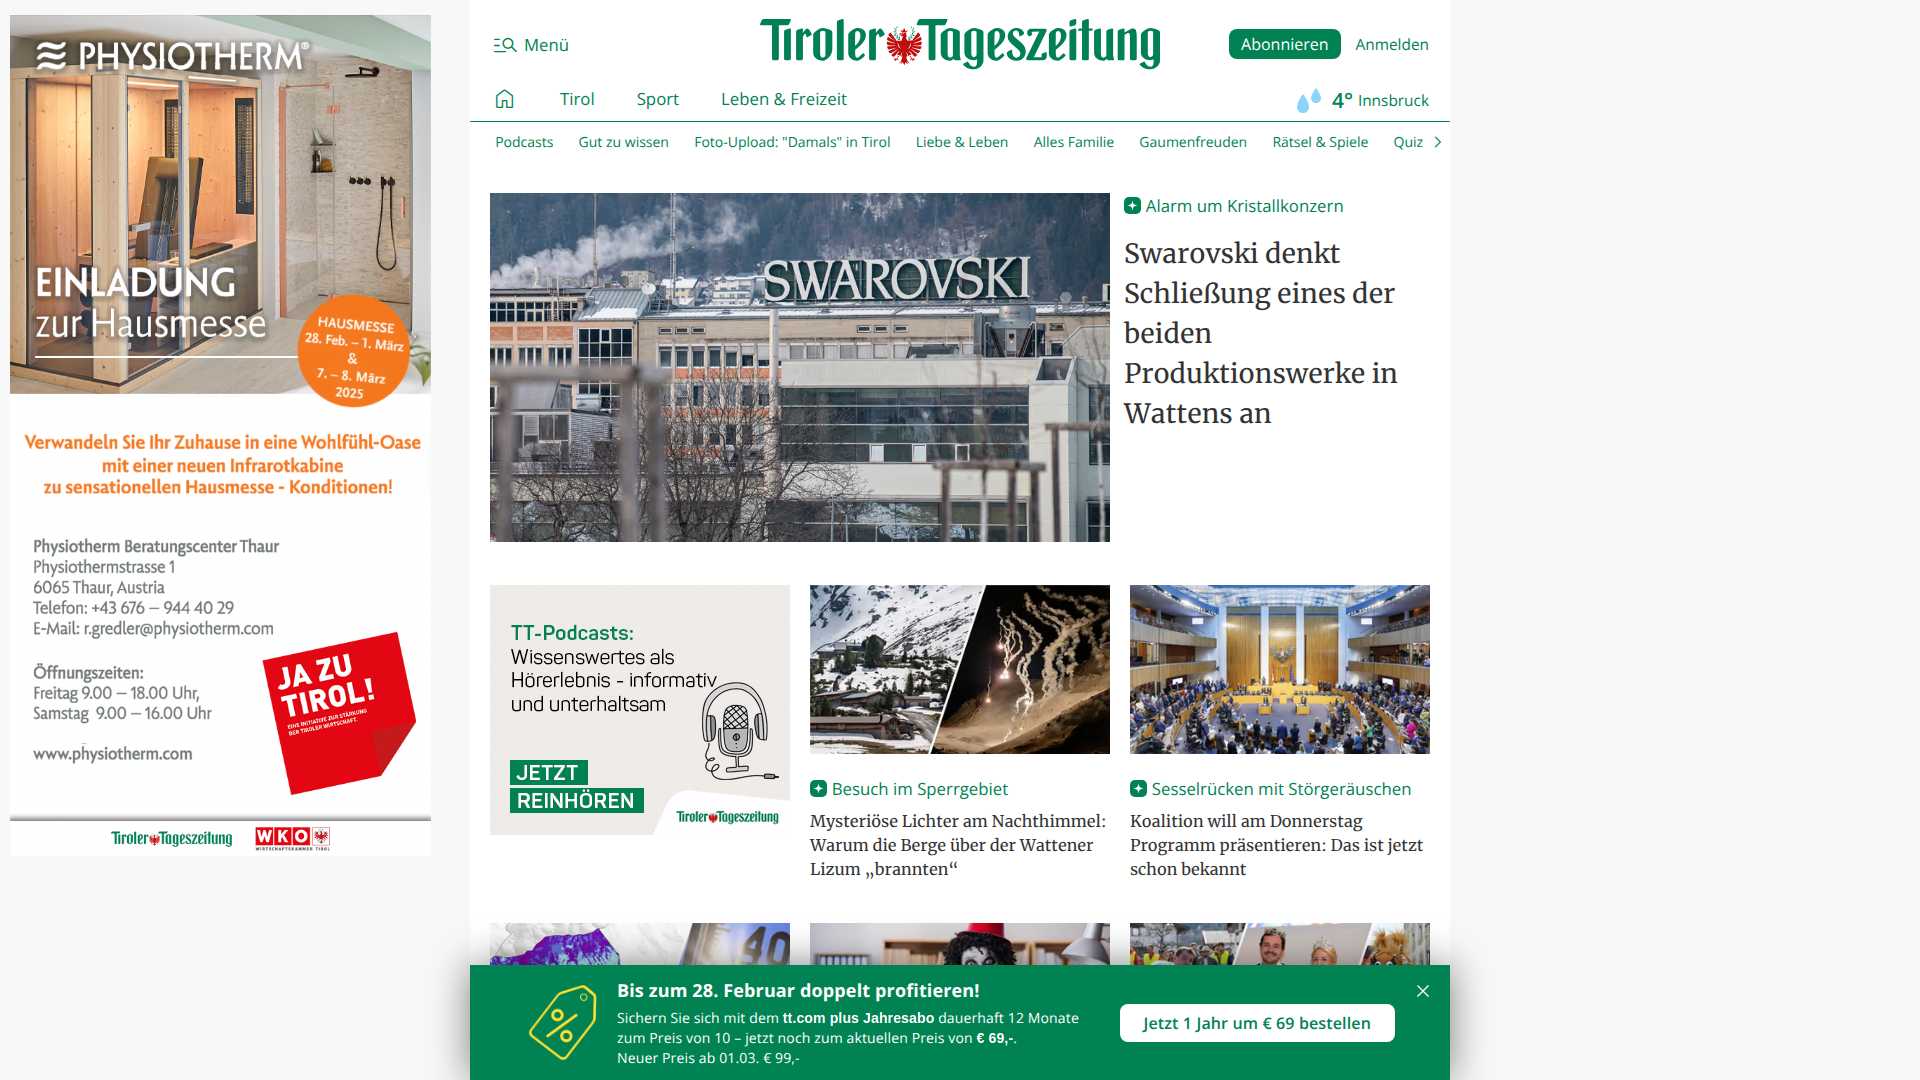 PHYSIOTHERM®
EINLADUNG
zur Hausmesse
HAUSMESSE
28. Feb. – 1. März
&
7. – 8. März
2025
Verwandeln Sie Ihr Zuhause in eine Wohlfühl-Oase
mit einer neuen Infrarotkabine
zu sensationellen Hausmesse - Konditionen!
Physiotherm Beratungscenter Thaur
Physiothermstrasse 1
6065 Thaur, Austria
Telefon: +43 676 – 944 40 29
E-Mail: r.gredler@physiotherm.com
Öffnungszeiten:
Freitag 9.00 – 18.00 Uhr,
Samstag 9.00 – 16.00 Uhr
www.physiotherm.com
JA ZU
TIROL!
EINE INITIATIVE ZUR STÄRKUNG
DER TIROLER WIRTSCHAFT.
Tiroler Tageszeitung
WKO
WIRTSCHAFTSKAMMER TIROL
Menü
Tiroler Tageszeitung
Abonnieren
Anmelden
Tirol
Sport
Leben & Freizeit
4° Innsbruck
Podcasts
Gut zu wissen
Foto-Upload: "Damals" in Tirol
Liebe & Leben
Alles Familie
Gaumenfreuden
Rätsel & Spiele
Quiz
SWAROVSKI
Alarm um Kristallkonzern
Swarovski denkt
Schließung eines der
beiden
Produktionswerke in
Wattens an
TT-Podcasts:
Wissenswertes als
Hörerlebnis - informativ
und unterhaltsam
JETZT
REINHÖREN
Tiroler Tageszeitung
Besuch im Sperrgebiet
Mysteriöse Lichter am Nachthimmel:
Warum die Berge über der Wattener
Lizum „brannten“
Sesselrücken mit Störgeräuschen
Koalition will am Donnerstag
Programm präsentieren: Das ist jetzt
schon bekannt
40
Bis zum 28. Februar doppelt profitieren!
Sichern Sie sich mit dem tt.com plus Jahresabo dauerhaft 12 Monate
zum Preis von 10 – jetzt noch zum aktuellen Preis von € 69,-.
Neuer Preis ab 01.03. € 99,-
Jetzt 1 Jahr um € 69 bestellen